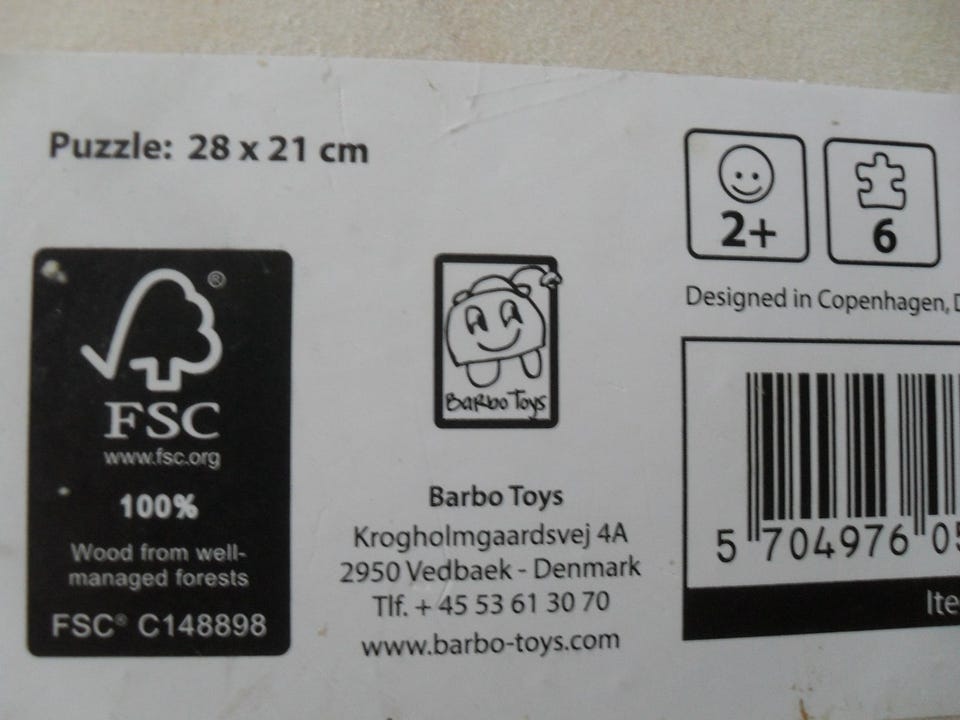 Puzzle: 28 x 21 cm
2+
6
Designed in Copenhagen,
FSC
®
www.fsc.org
100%
Wood from well-
managed forests
FSC® C148898
Barbo Toys
Barbo Toys
Krogholmgaardsvej 4A
2950 Vedbaek - Denmark
Tlf. + 45 53 61 30 70
www.barbo-toys.com
5 704976 05